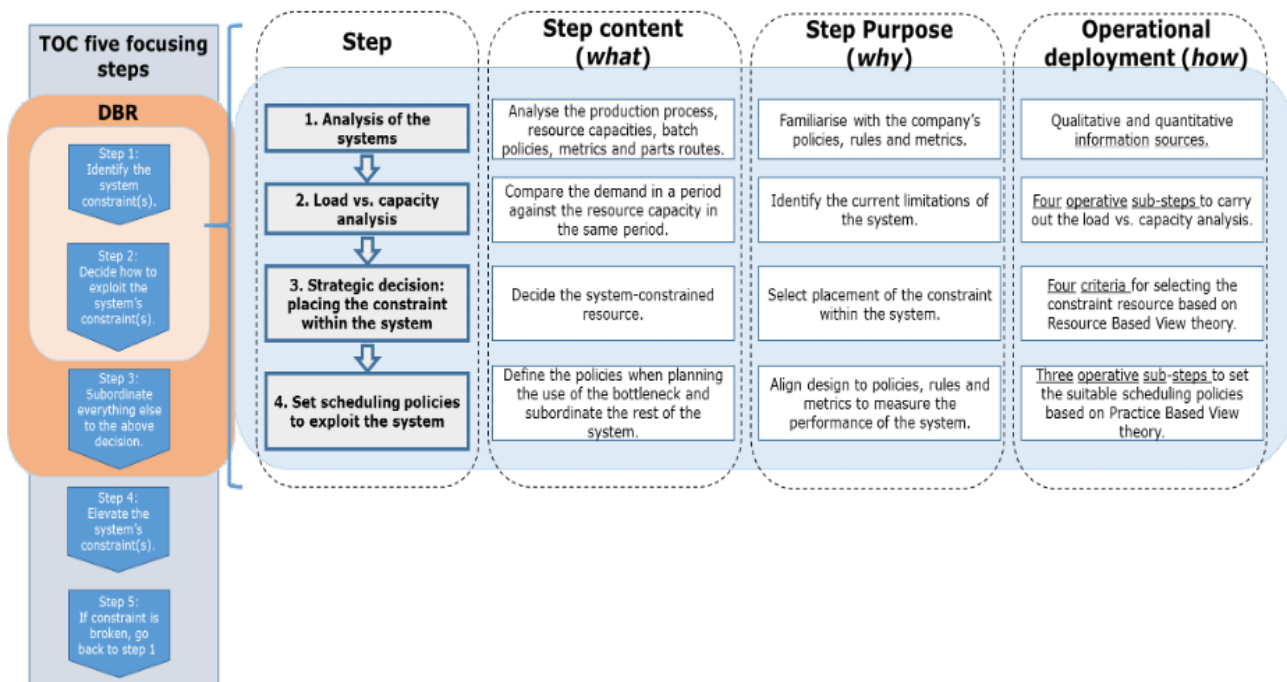 TOC five focusing
steps
DBR
Step 1:
Identify the
system
constraint(s).
Step 2:
Decide how to
exploit the
system's
constraint(s).
Step 3:
Subordinate
everything else
to the above
decision.
Step 4:
Elevate the
system's
constraint(s).
Step 5:
If constraint is
broken, go
back to step 1
Step
Step content
(what)
Step Purpose
(why)
Operational
deployment (how)
1. Analysis of the
systems
Analyse the production process,
resource capacities, batch
policies, metrics and parts routes.
Familiarise with the company's
policies, rules and metrics.
Qualitative and quantitative
information sources.
2. Load vs. capacity
analysis
Compare the demand in a period
against the resource capacity in
the same period.
Identify the current limitations of
the system.
Four operative sub-steps to carry
out the load vs. capacity analysis.
3. Strategic decision:
placing the constraint
within the system
Decide the system-constrained
resource.
Select placement of the constraint
within the system.
Four criteria for selecting the
constraint resource based on
Resource Based View theory.
4. Set scheduling policies
to exploit the system
Define the policies when planning
the use of the bottleneck and
subordinate the rest of the
system.
Align design to policies, rules and
metrics to measure the
performance of the system.
Three operative sub-steps to set
the suitable scheduling policies
based on Practice Based View
theory.